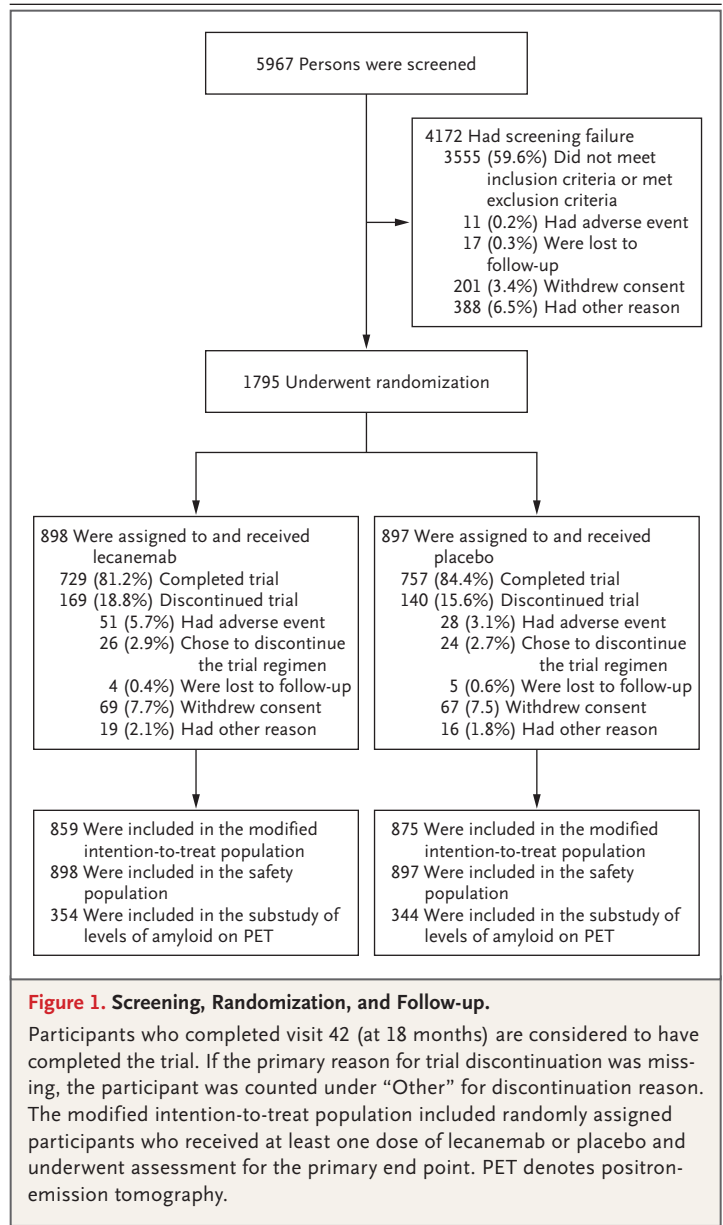 5967 Persons were screened
4172 Had screening failure
3555 (59.6%) Did not meet
inclusion criteria or met
exclusion criteria
11 (0.2%) Had adverse event
17 (0.3%) Were lost to
follow-up
201 (3.4%) Withdrew consent
388 (6.5%) Had other reason
1795 Underwent randomization
898 Were assigned to and received
lecanemab
729 (81.2%) Completed trial
169 (18.8%) Discontinued trial
51 (5.7%) Had adverse event
26 (2.9%) Chose to discontinue
the trial regimen
4 (0.4%) Were lost to follow-up
69 (7.7%) Withdrew consent
19 (2.1%) Had other reason
897 Were assigned to and received
placebo
757 (84.4%) Completed trial
140 (15.6%) Discontinued trial
28 (3.1%) Had adverse event
24 (2.7%) Chose to discontinue
the trial regimen
5 (0.6%) Were lost to follow-up
67 (7.5) Withdrew consent
16 (1.8%) Had other reason
859 Were included in the modified
intention-to-treat population
898 Were included in the safety
population
354 Were included in the substudy of
levels of amyloid on PET
875 Were included in the modified
intention-to-treat population
897 Were included in the safety
population
344 Were included in the substudy of
levels of amyloid on PET
Figure 1. Screening, Randomization, and Follow-up.
Participants who completed visit 42 (at 18 months) are considered to have
completed the trial. If the primary reason for trial discontinuation was miss-
ing, the participant was counted under “Other” for discontinuation reason.
The modified intention-to-treat population included randomly assigned
participants who received at least one dose of lecanemab or placebo and
underwent assessment for the primary end point. PET denotes positron-
emission tomography.